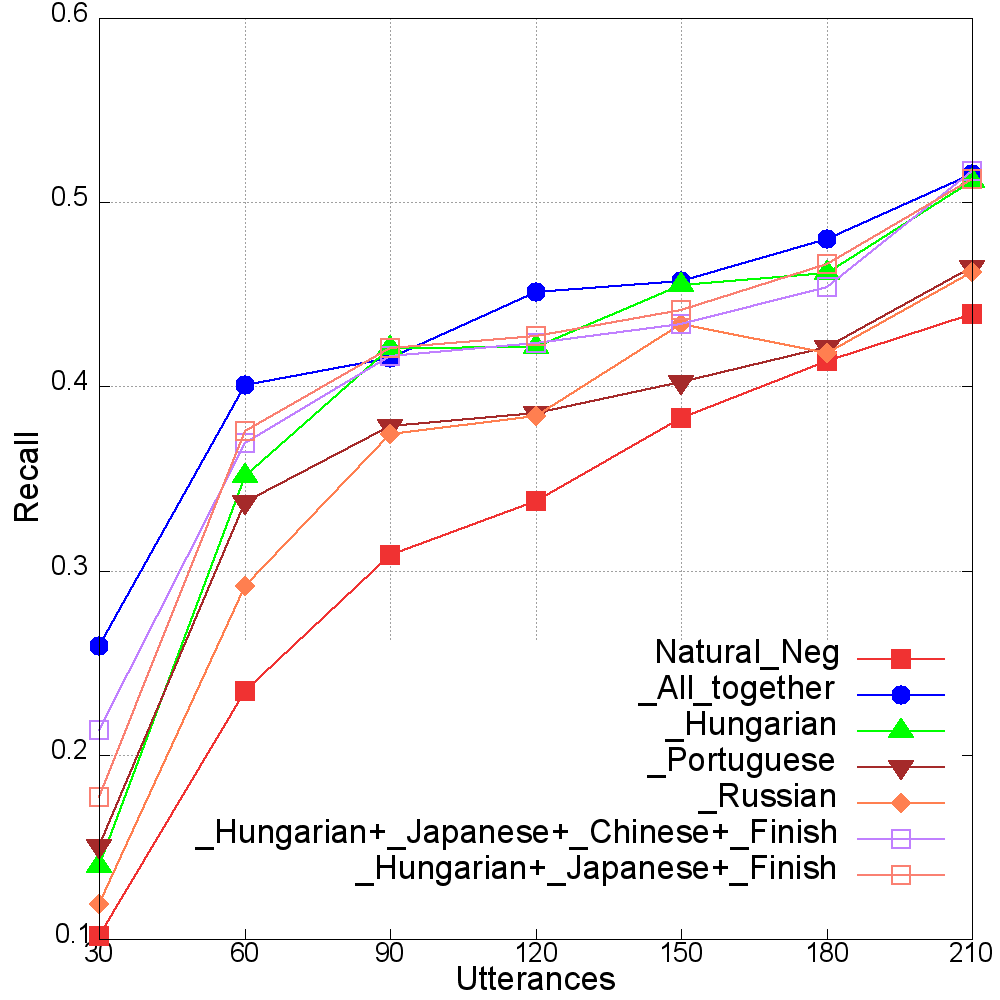 0.6
0.5
0.4
0.3
0.2
0.1
Recall
30 60 90 120 150 180 210
Utterances
Natural_Neg
_All_together
_Hungarian
_Portuguese
_Russian
_Hungarian+_Japanese+_Chinese+_Finish
_Hungarian+_Japanese+_Finish